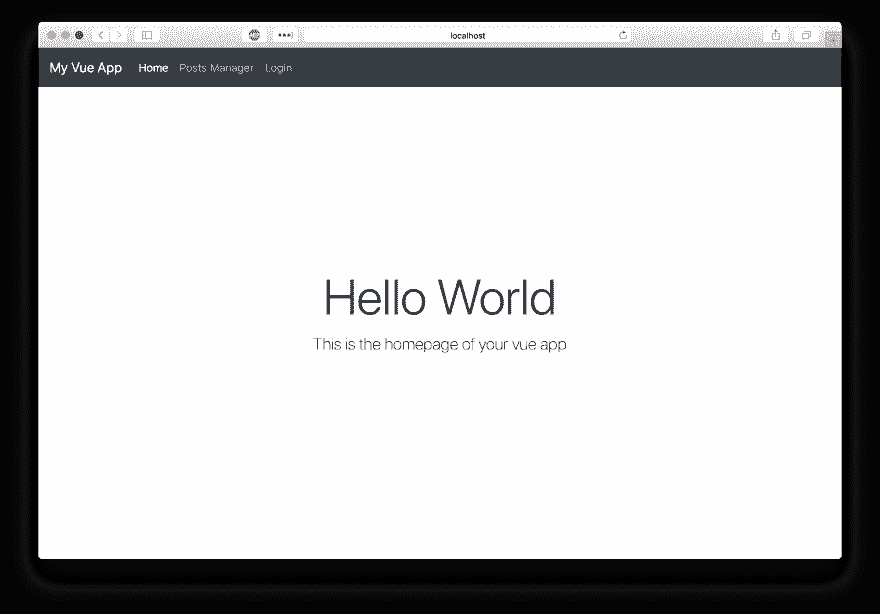 localhost
My Vue App Home Posts Manager Login
Hello World
This is the homepage of your vue app